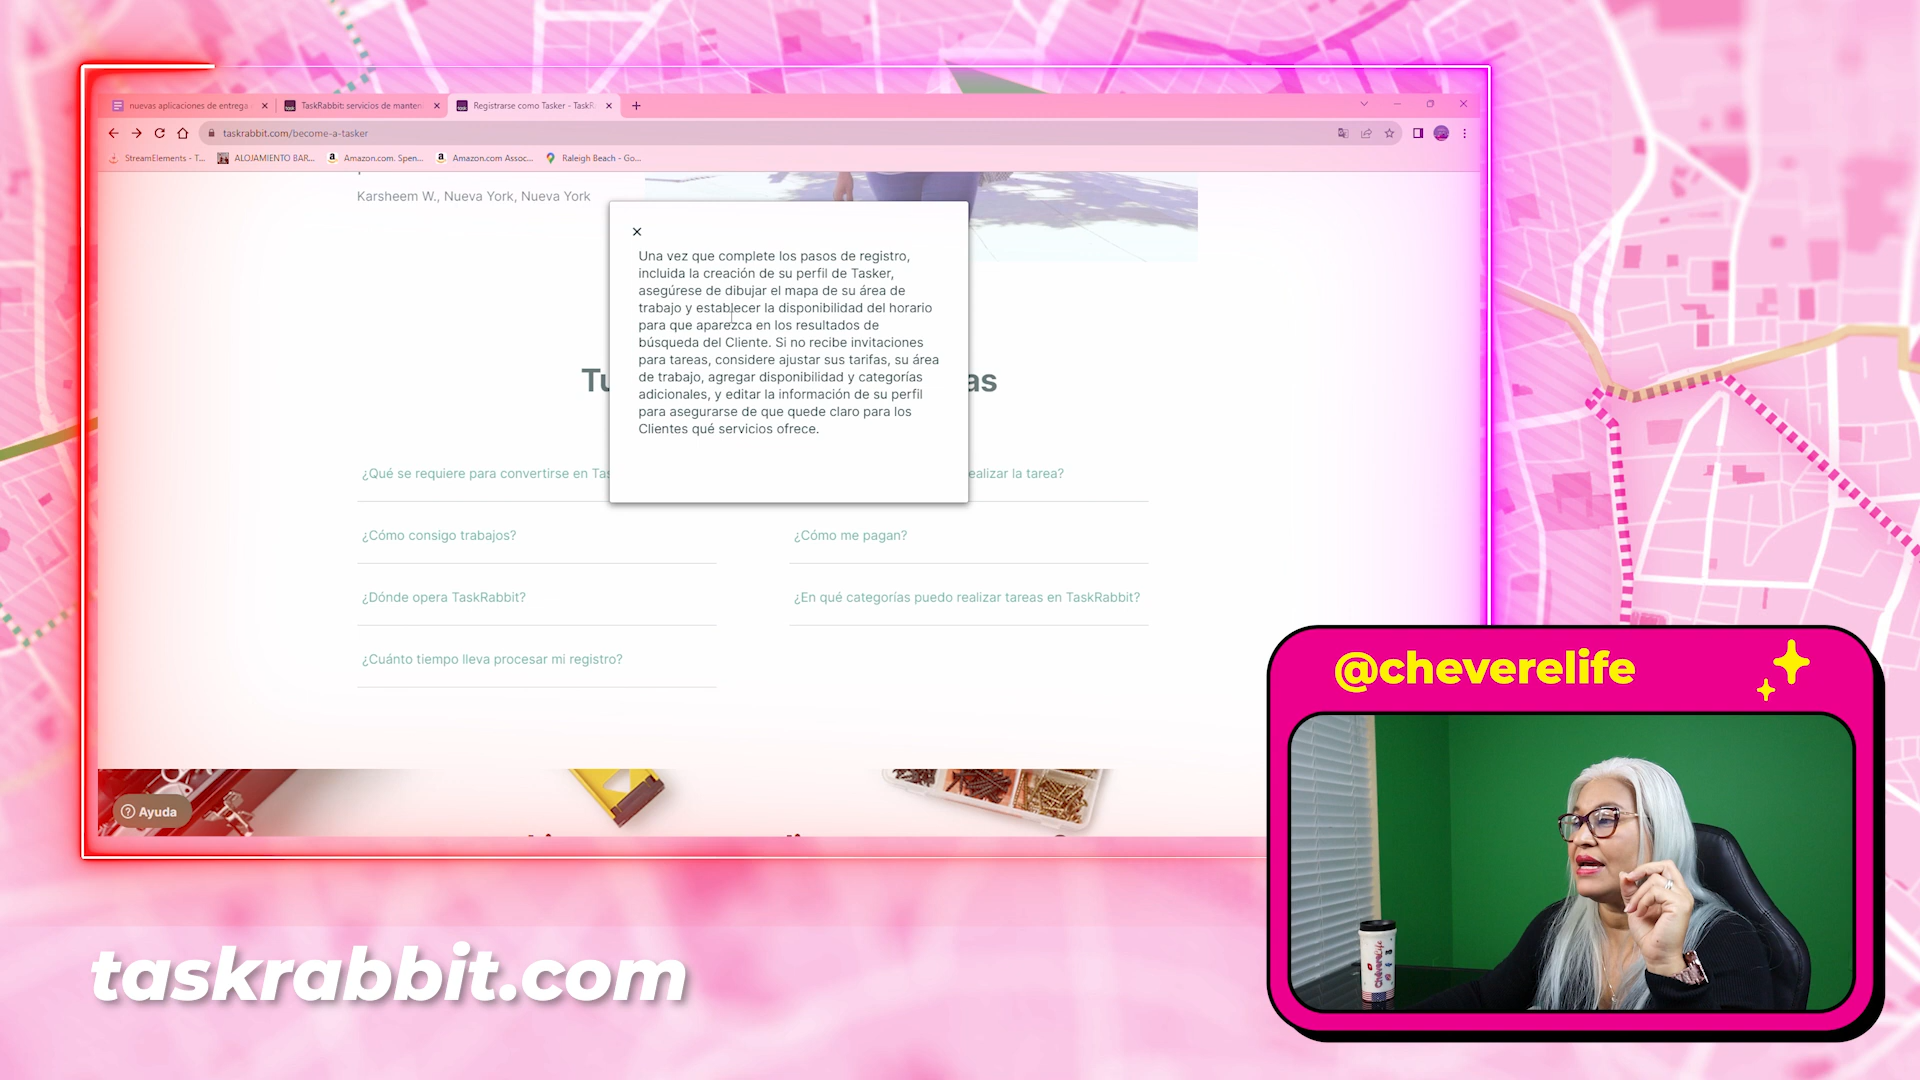 nuevas aplicaciones de entrega
TaskRabbit: servicios de manten
Registrarse como Tasker - TaskR
taskrabbit.com/become-a-tasker
StreamElements - T...
ALOJAMIENTO BAR...
Amazon.com. Spen...
Amazon.com Assoc...
Raleigh Beach - Go...
Karsheem W., Nueva York, Nueva York
Una vez que complete los pasos de registro,
incluida la creación de su perfil de Tasker,
asegúrese de dibujar el mapa de su área de
trabajo y establecer la disponibilidad del horario
para que aparezca en los resultados de
búsqueda del Cliente. Si no recibe invitaciones
para tareas, considere ajustar sus tarifas, su área
de trabajo, agregar disponibilidad y categorías
adicionales, y editar la información de su perfil
para asegurarse de que quede claro para los
Clientes qué servicios ofrece.
Tu
as
¿Qué se requiere para convertirse en Tas
ealizar la tarea?
¿Cómo consigo trabajos?
¿Cómo me pagan?
¿Dónde opera TaskRabbit?
¿En qué categorías puedo realizar tareas en TaskRabbit?
¿Cuánto tiempo lleva procesar mi registro?
Ayuda
@cheverelife
ChevereLife
taskrabbit.com